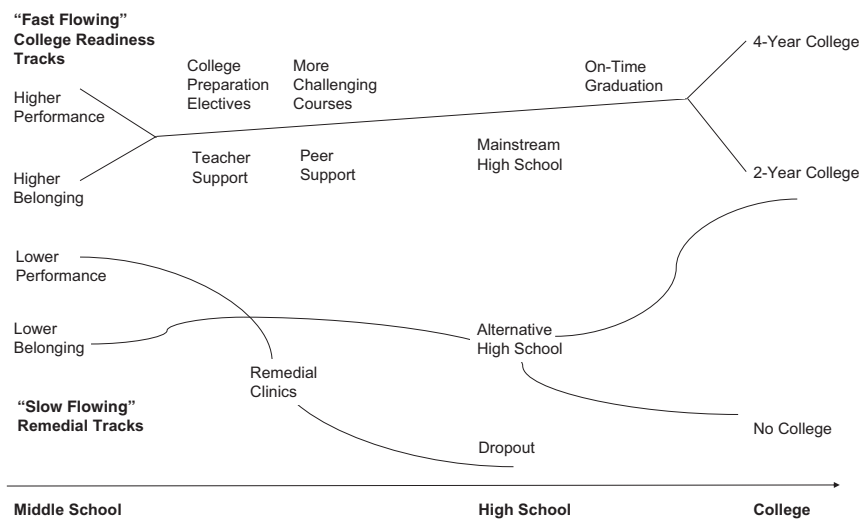 “Fast Flowing”
College Readiness
Tracks
Higher
Performance
Higher
Belonging
College
Preparation
Electives
More
Challenging
Courses
Teacher
Support
Peer
Support
On-Time
Graduation
Mainstream
High School
4-Year College
2-Year College
Lower
Performance
Lower
Belonging
Remedial
Clinics
Alternative
High School
“Slow Flowing”
Remedial Tracks
Dropout
No College
Middle School
High School
College